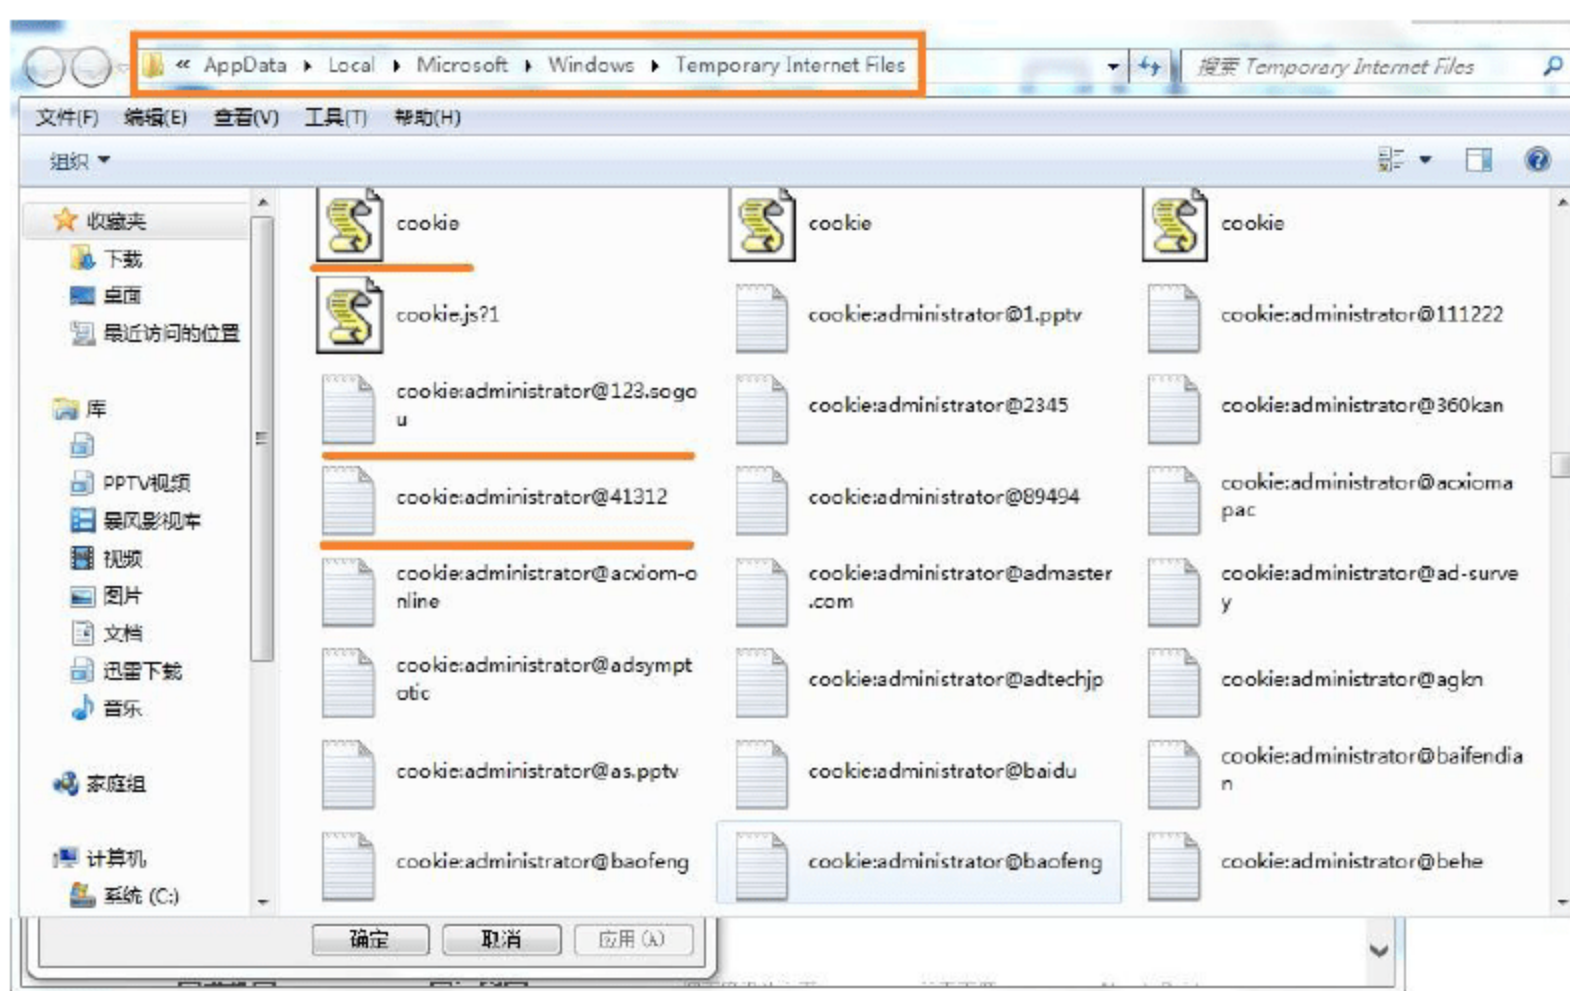 « AppData ▸ Local ▸ Microsoft ▸ Windows ▸ Temporary Internet Files
搜索 Temporary Internet Files
文件(F) 编辑(E) 查看(V) 工具(T) 帮助(H)
组织
收藏夹
下载
桌面
最近访问的位置
库
PPTV视频
暴风影视库
视频
图片
文档
迅雷下载
音乐
家庭组
计算机
系统 (C:)
cookie
cookie
cookie
cookie.js?1
cookie:administrator@1.pptv
cookie:administrator@111222
cookie:administrator@123.sogo
u
cookie:administrator@2345
cookie:administrator@360kan
cookie:administrator@41312
cookie:administrator@89494
cookie:administrator@acxioma
pac
cookie:administrator@acxiom-o
nline
cookie:administrator@admaster
.com
cookie:administrator@ad-surve
y
cookie:administrator@adsympt
otic
cookie:administrator@adtechjp
cookie:administrator@agkn
cookie:administrator@as.pptv
cookie:administrator@baidu
cookie:administrator@baifendia
n
cookie:administrator@baofeng
cookie:administrator@baofeng
cookie:administrator@behe
确定 取消 应用(A)